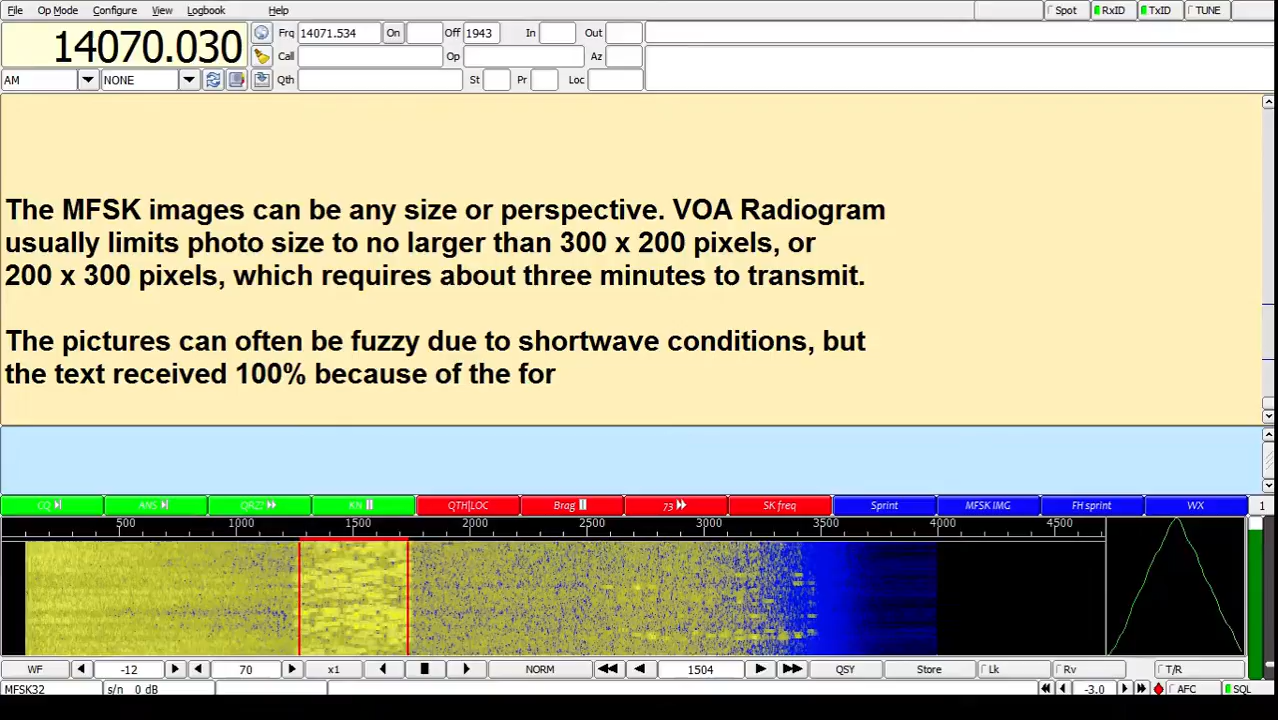 File Op Mode Configure View Logbook Help Spot RxID TxID TUNE
14070.030 Frq 14071.534 On Off 1943 In Out
Call Op Az
AM NONE Qth St Pr Loc
The MFSK images can be any size or perspective. VOA Radiogram
usually limits photo size to no larger than 300 x 200 pixels, or
200 x 300 pixels, which requires about three minutes to transmit.
The pictures can often be fuzzy due to shortwave conditions, but
the text received 100% because of the for
CQ ANS QRZ? KN QTH|LOC Brag 73 SK freq Sprint MFSK IMG FH sprint WX 1
500 1000 1500 2000 2500 3000 3500 4000 4500
WF -12 70 x1 NORM 1504 QSY Store Lk Rv T/R
MFSK32 s/n 0 dB -3.0 AFC SQL